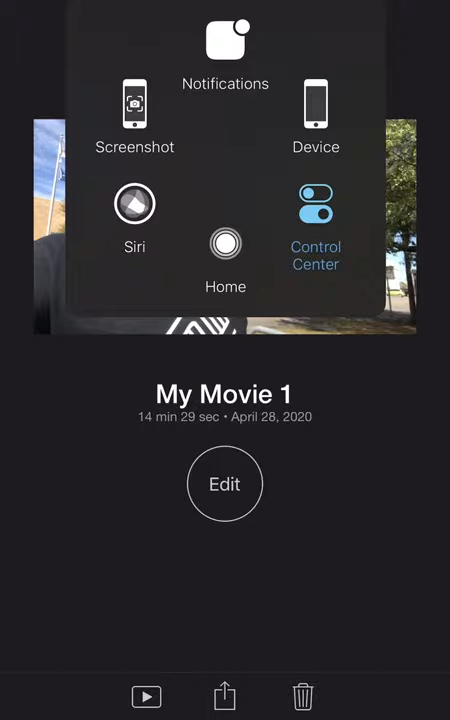 Notifications
Screenshot
Device
Siri
Control
Center
Home
My Movie 1
14 min 29 sec • April 28, 2020
Edit